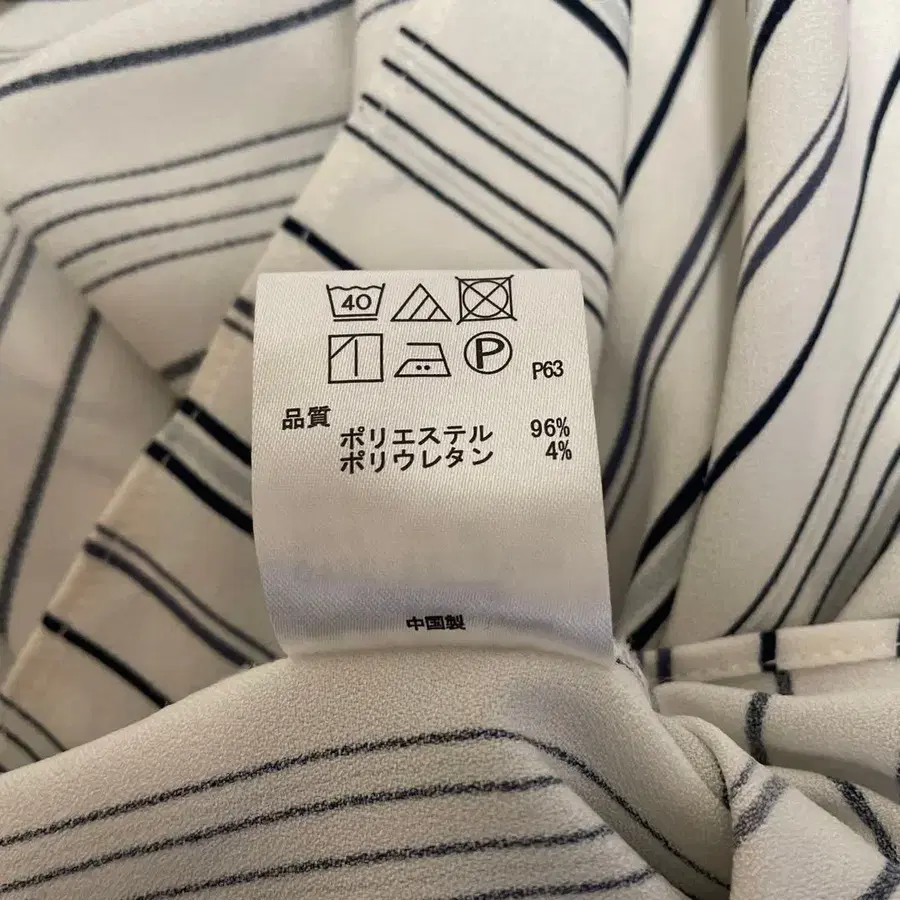 40
P
P63
品質
ポリエステル 96%
ポリウレタン 4%
中国製